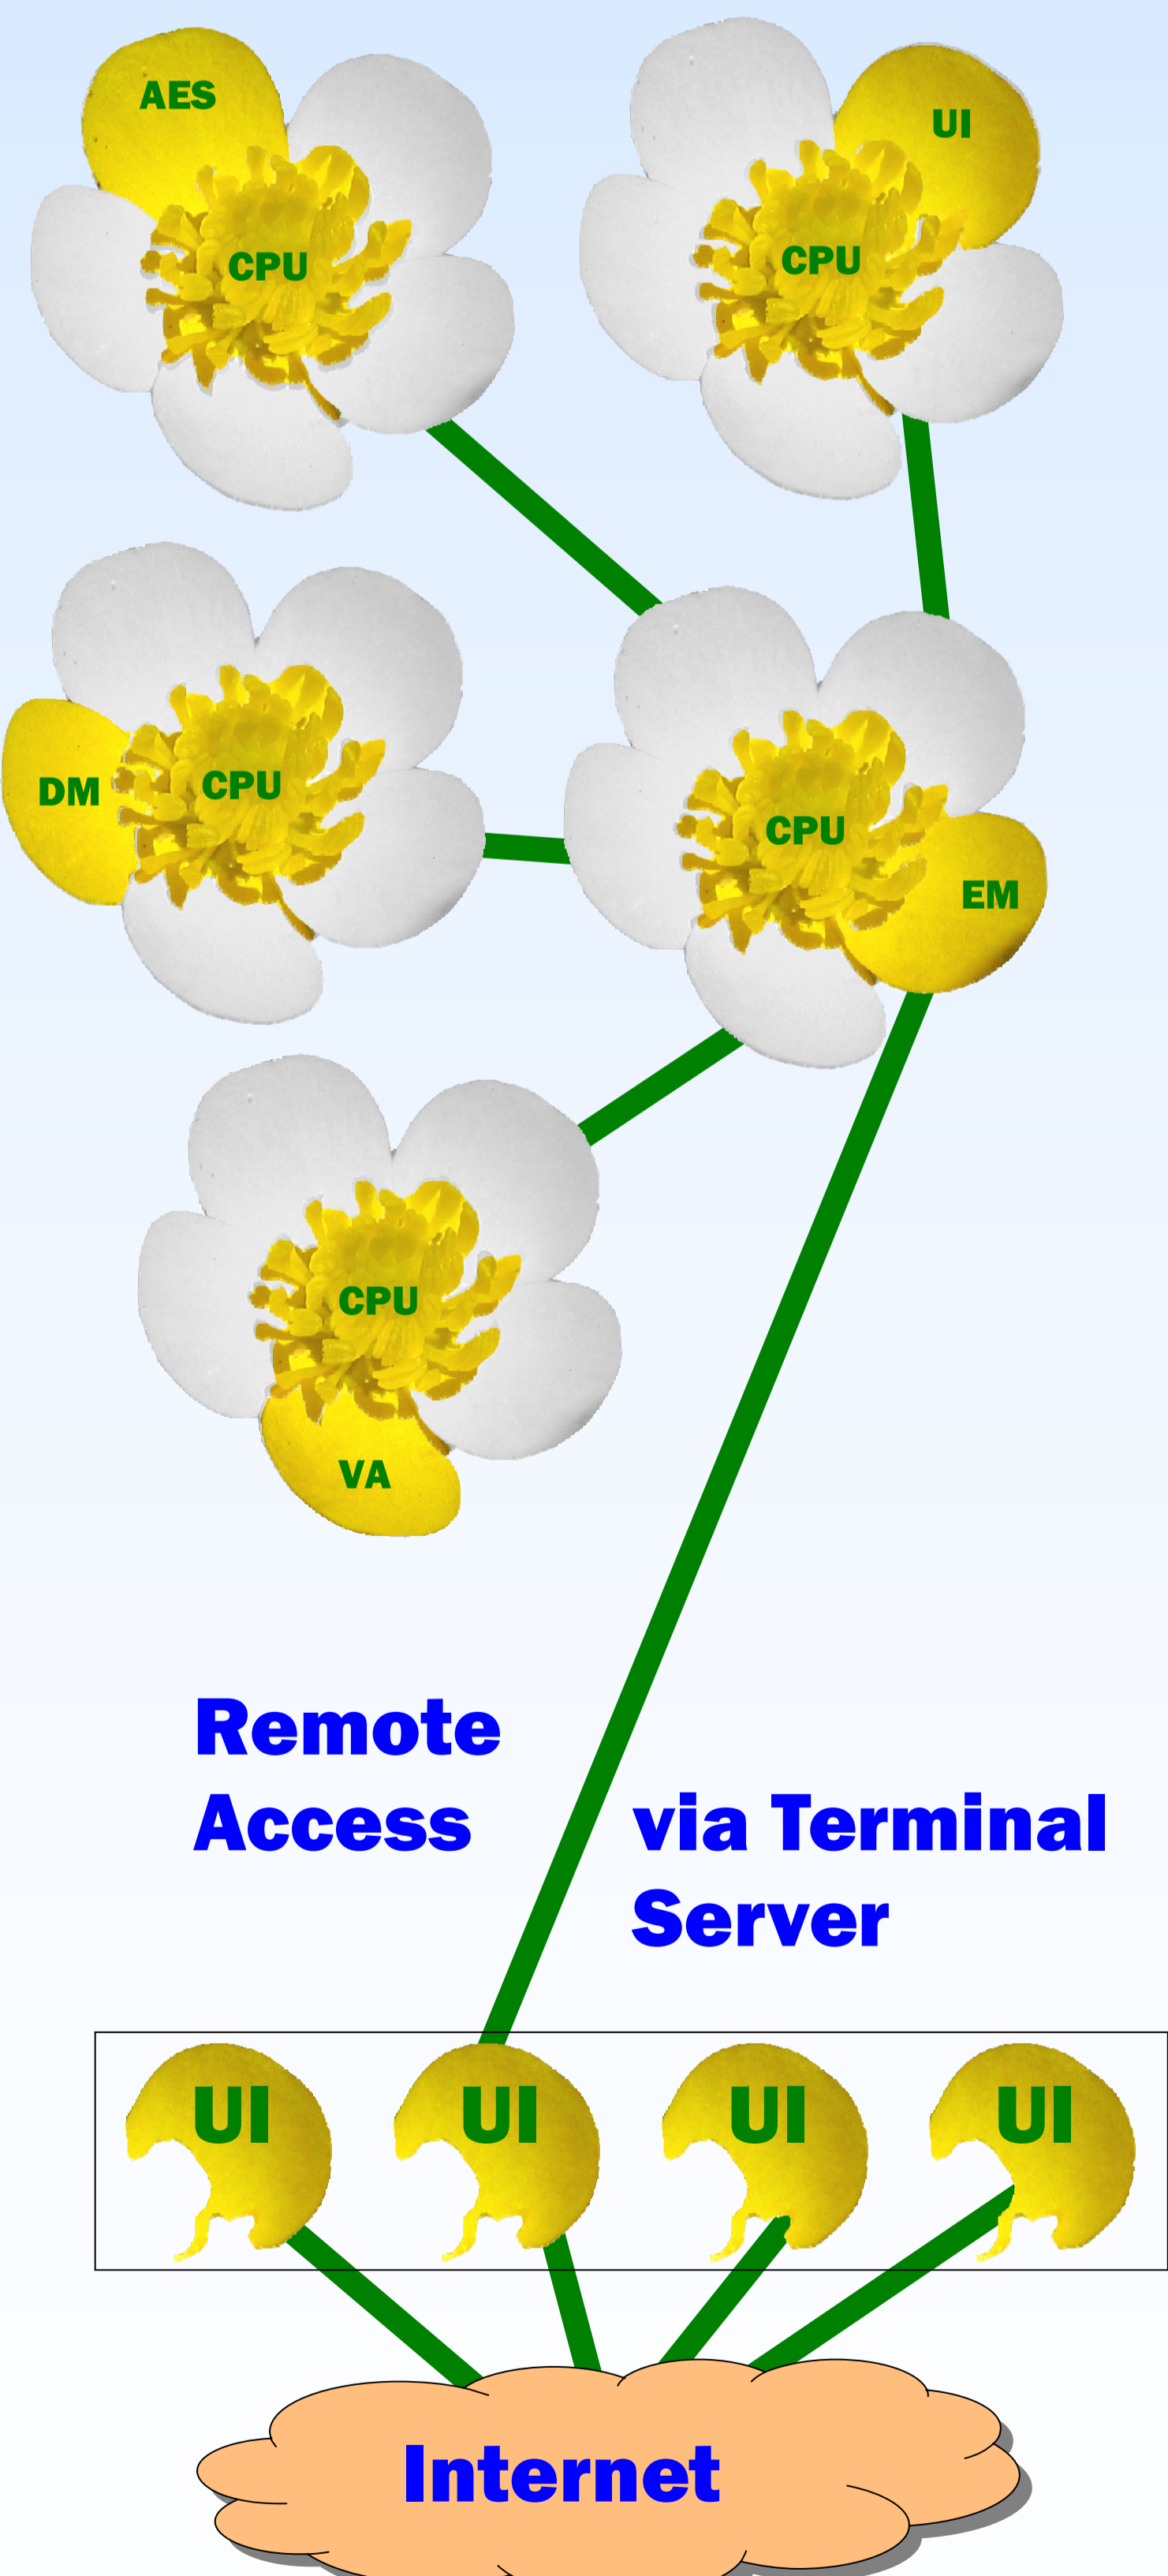 AES
UI
CPU
CPU
DM
CPU
CPU
EM
CPU
VA
Remote
Access
via Terminal
Server
UI
UI
UI
UI
Internet